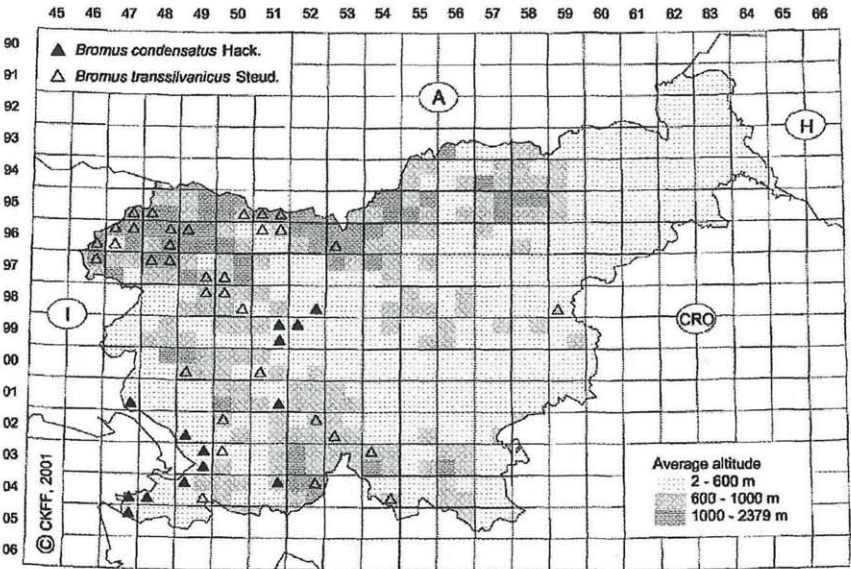 45 46 47 48 49 50 51 52 53 54 55 56 57 58 59 60 61 62 63 64 65 66
90
91
92
93
94
95
96
97
98
99
00
01
02
03
04
05
06
Bromus condensatus Hack.
Bromus transsilvanicus Steud.
A
H
I
CRO
Average altitude
2 - 600 m
600 - 1000 m
1000 - 2379 m
© CKFF, 2001